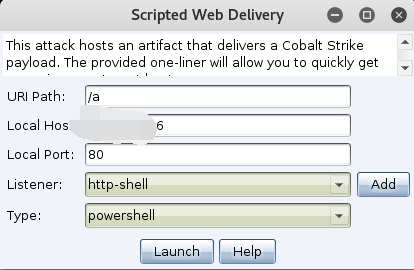 Scripted Web Delivery
This attack hosts an artifact that delivers a Cobalt Strike
payload. The provided one-liner will allow you to quickly get
URI Path: /a
Local Hos 6
Local Port: 80
Listener: http-shell Add
Type: powershell
Launch Help